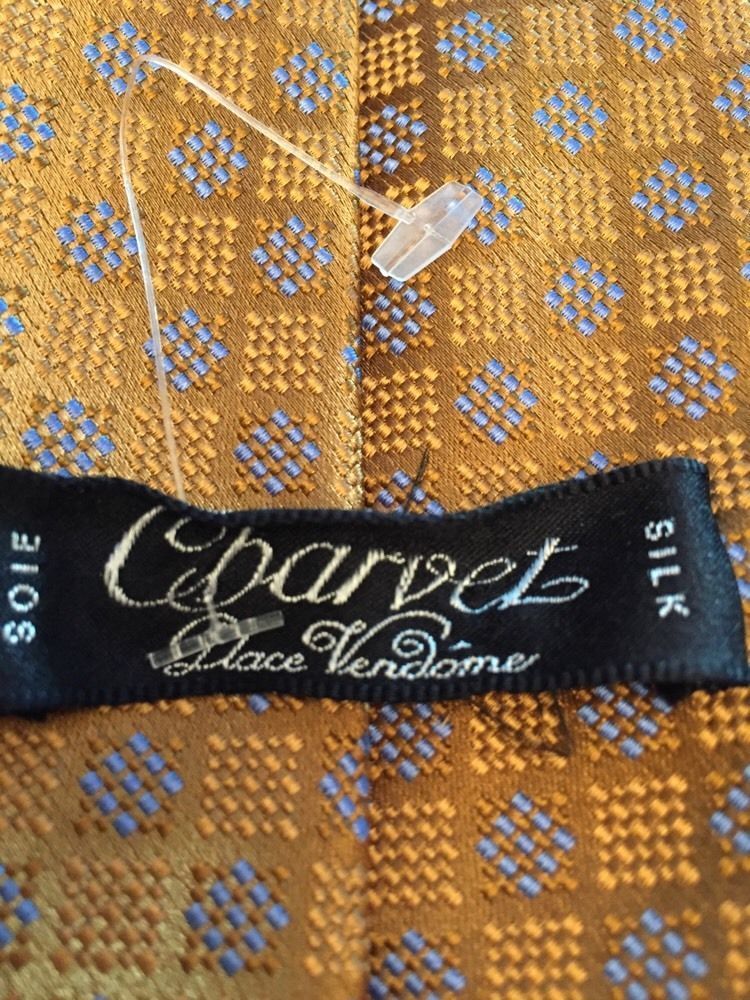 SOIE
Charvet
Place Vendôme
SILK